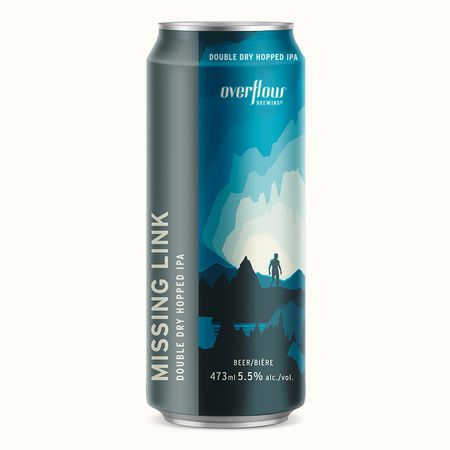 DOUBLE DRY HOPPED IPA
overflow
BREWING CO
MISSING LINK
DOUBLE DRY HOPPED IPA
BEER/BIÈRE
473ml 5.5% alc./vol.